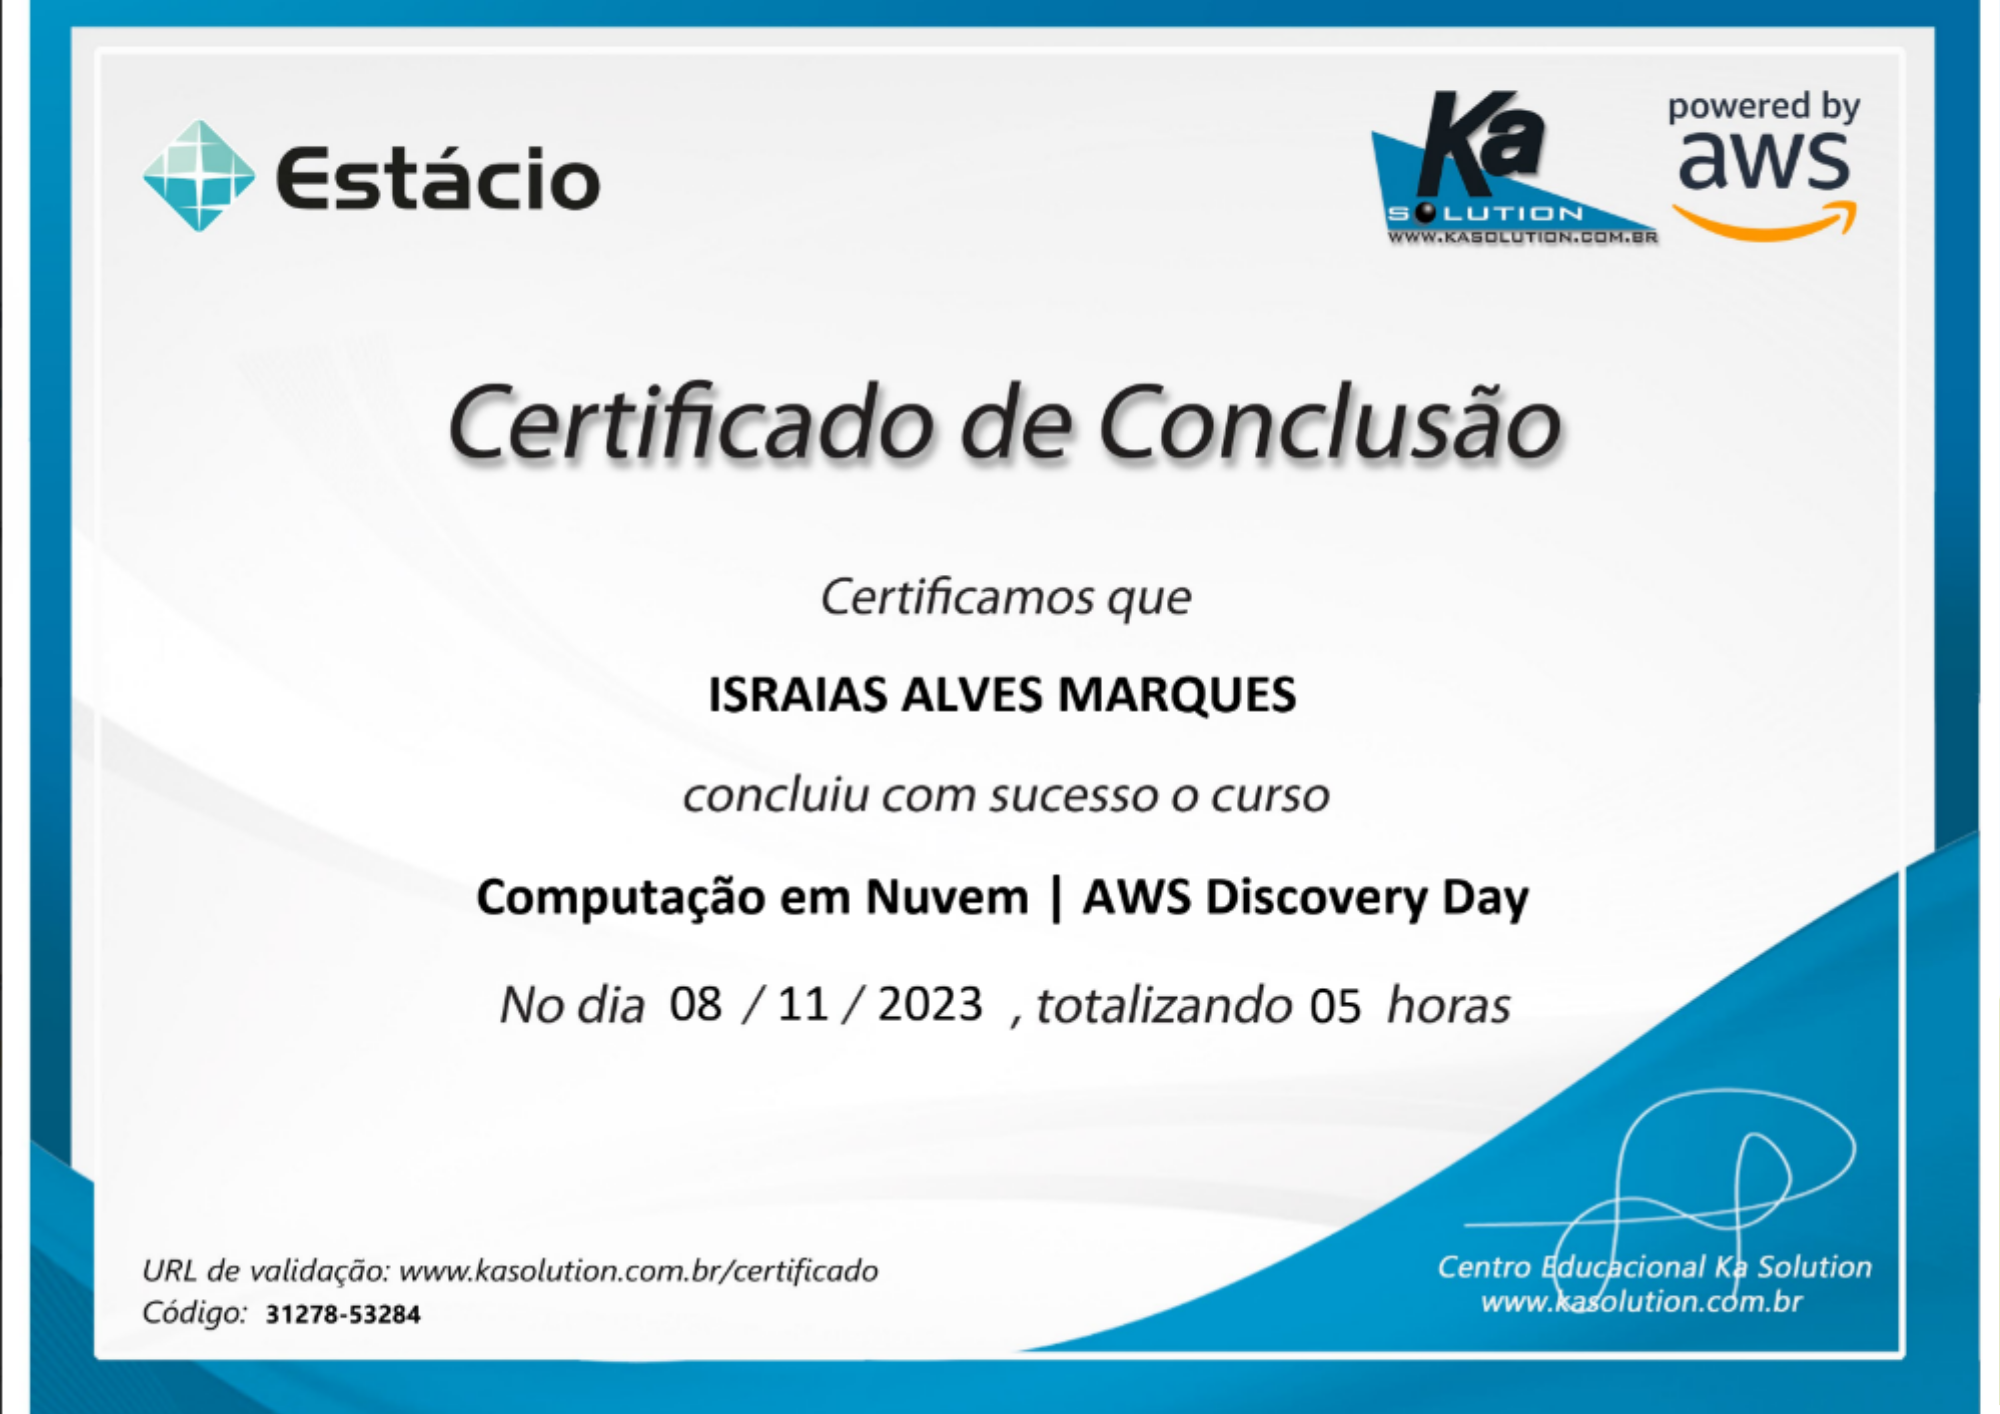 Estácio
Ka
SOLUTION
WWW.KASOLUTION.COM.BR
powered by
aws
Certificado de Conclusão
Certificamos que
ISRAIAS ALVES MARQUES
concluiu com sucesso o curso
Computação em Nuvem | AWS Discovery Day
No dia 08 / 11 / 2023 , totalizando 05 horas
URL de validação: www.kasolution.com.br/certificado
Código: 31278-53284
Centro Educacional Ka Solution
www.kasolution.com.br